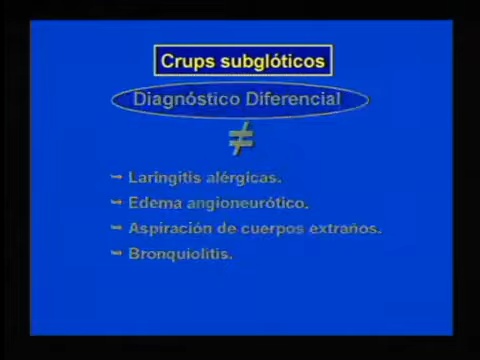 Crups subglóticos
Diagnóstico Diferencial
≠
Laringitis alérgicas.
Edema angioneurótico.
Aspiración de cuerpos extraños.
Bronquiolitis.